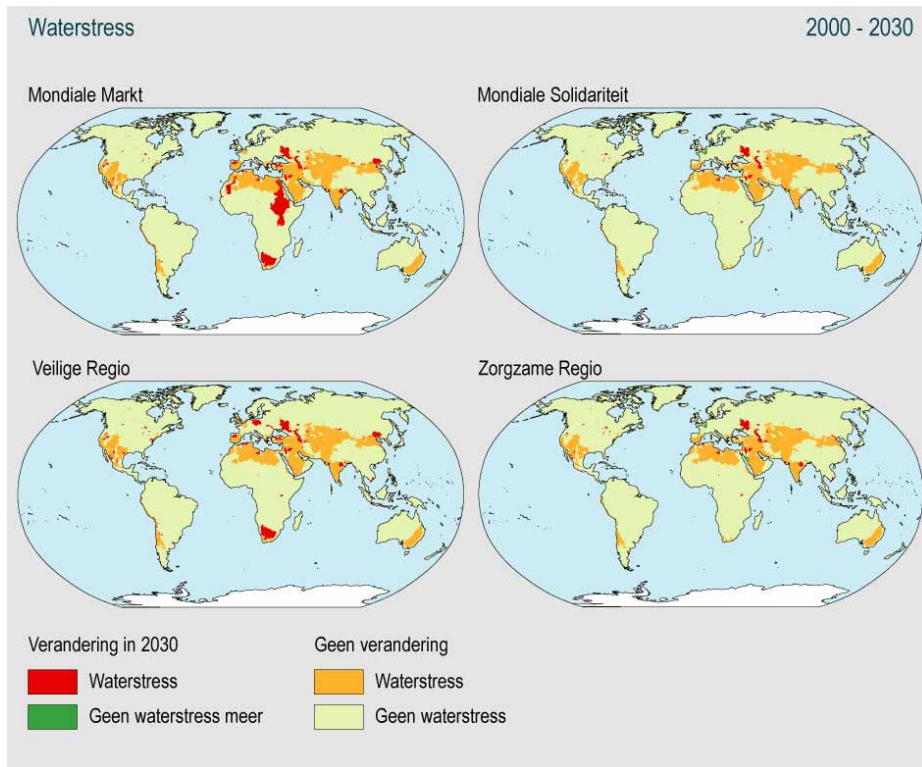 Waterstress 2000 - 2030
Mondiale Markt Mondiale Solidariteit
Veilige Regio Zorgzame Regio
Verandering in 2030 Geen verandering
Waterstress Waterstress
Geen waterstress meer Geen waterstress